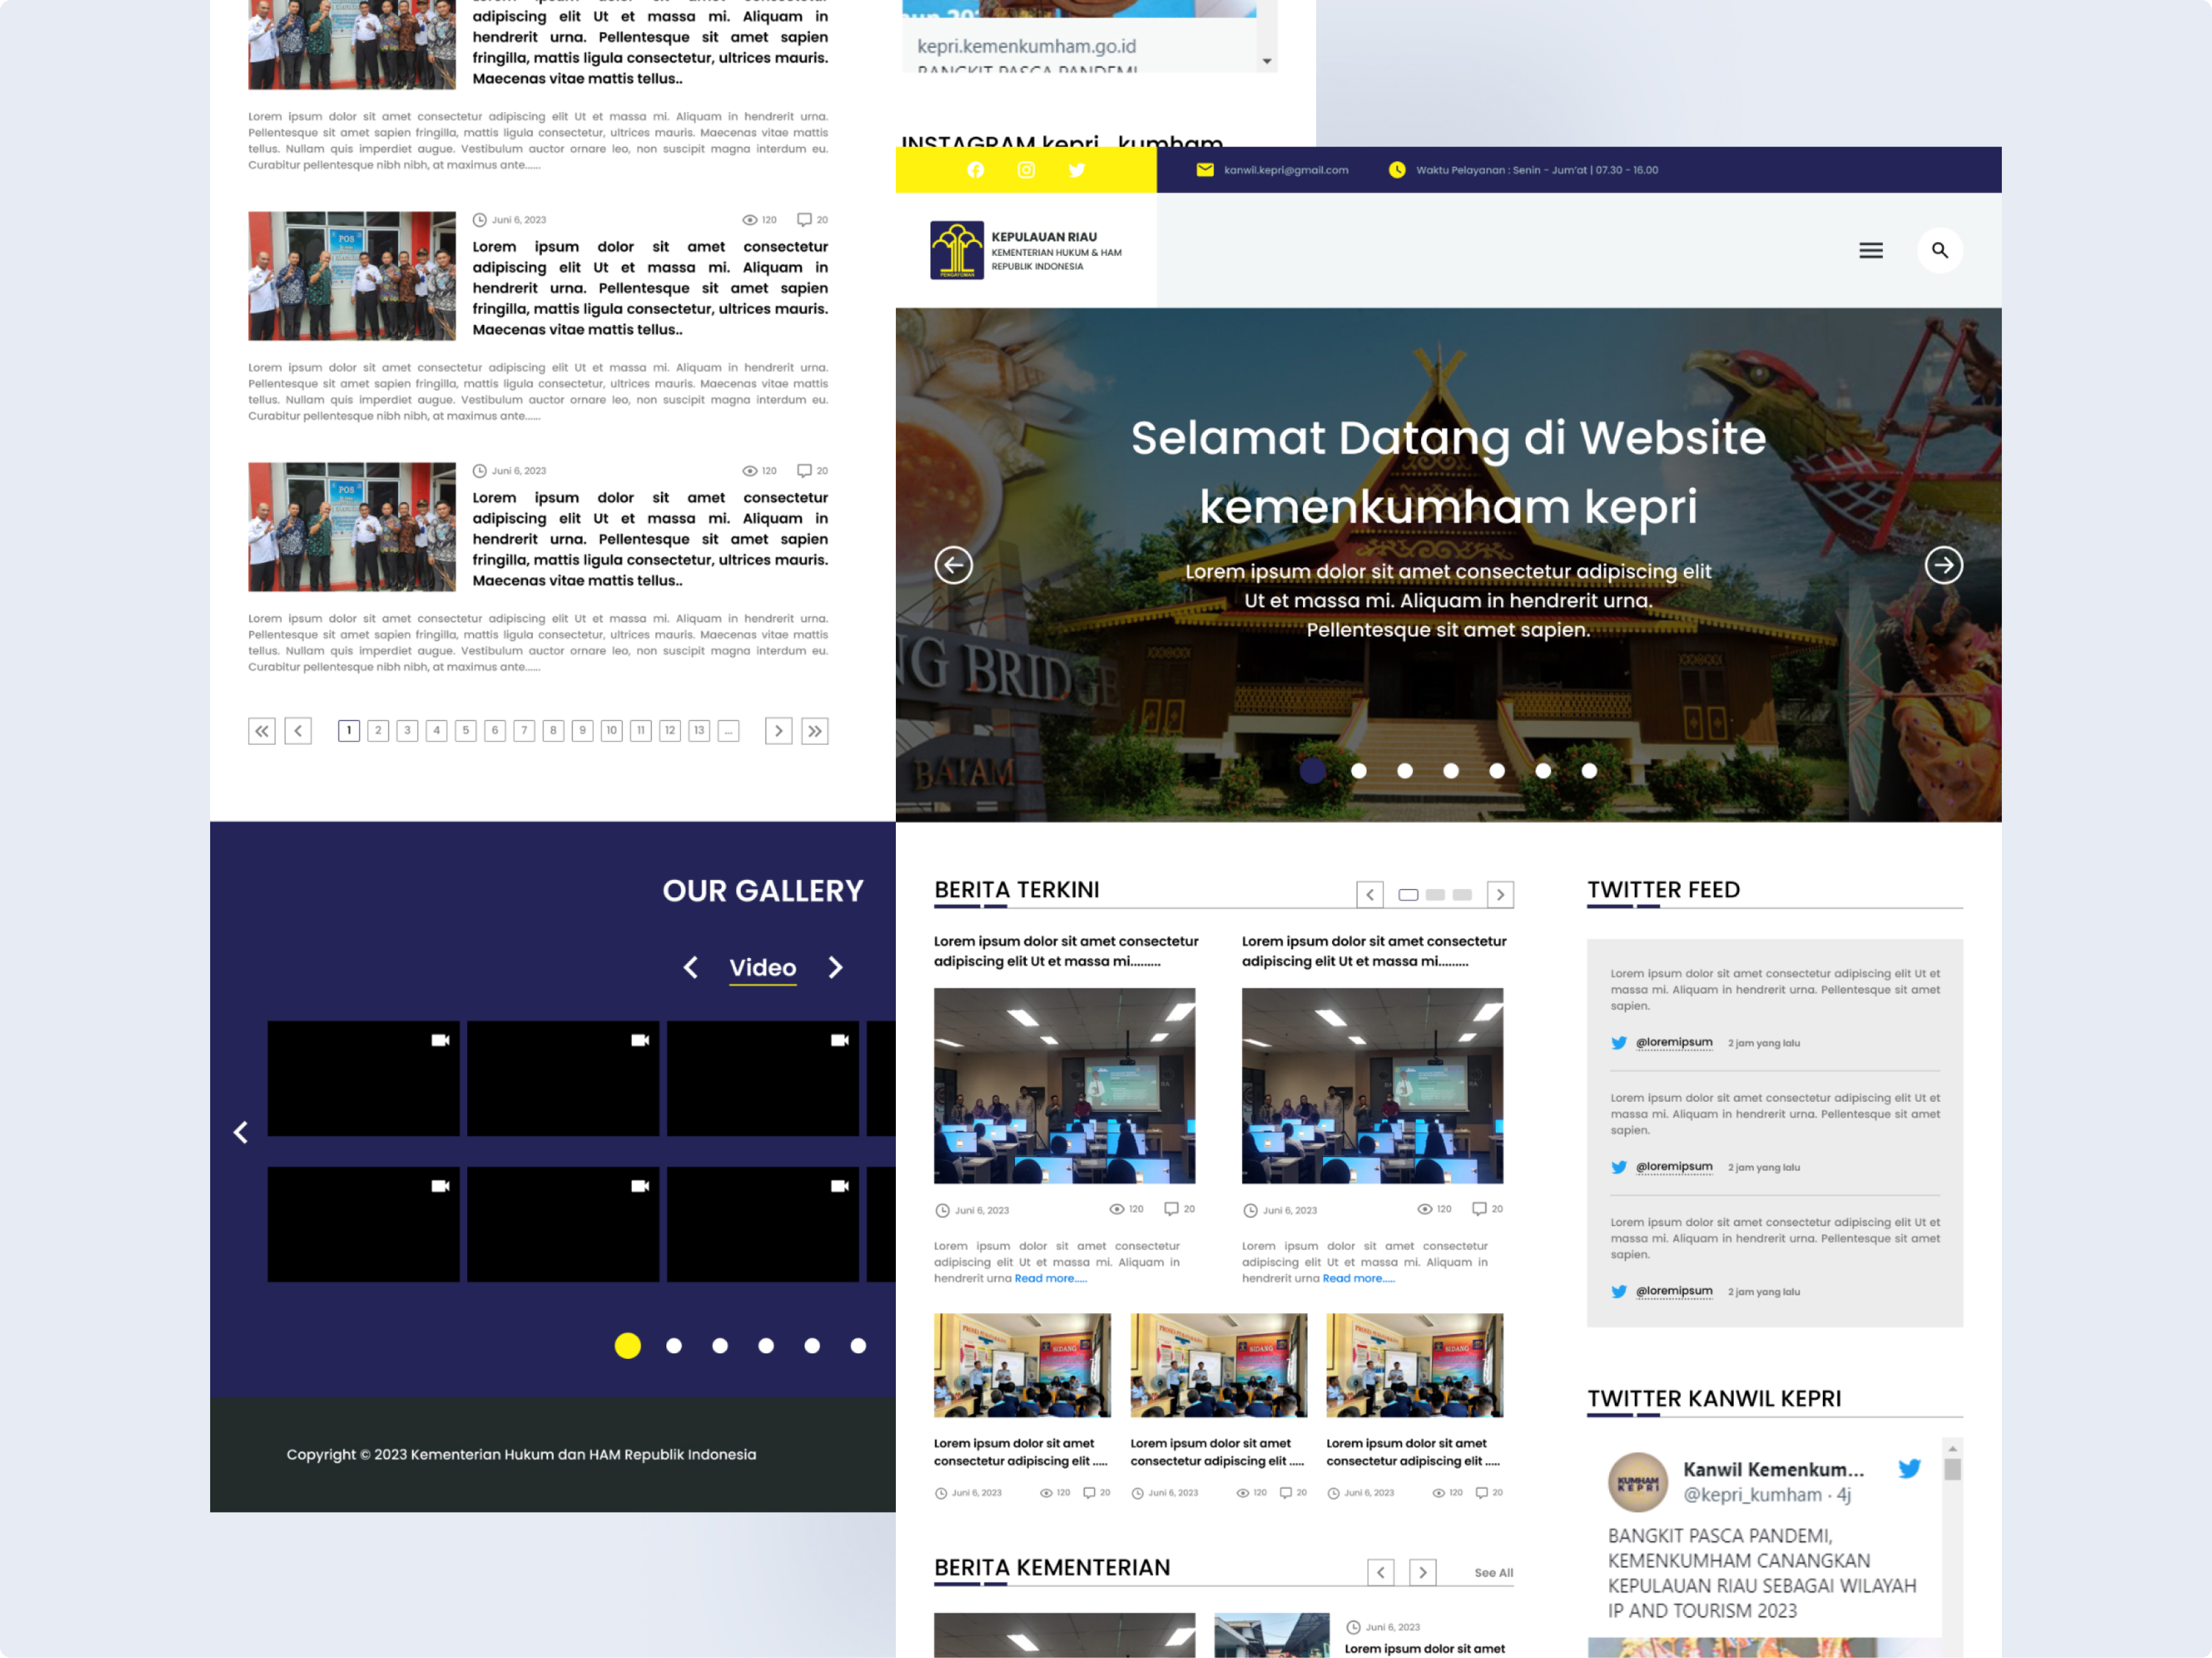 adipiscing elit Ut et massa mi. Aliquam in
hendrerit urna. Pellentesque sit amet sapien
fringilla, mattis ligula consectetur, ultrices mauris.
Maecenas vitae mattis tellus..
Lorem ipsum dolor sit amet consectetur adipiscing elit Ut et massa mi. Aliquam in hendrerit urna.
Pellentesque sit amet sapien fringilla, mattis ligula consectetur, ultrices mauris. Maecenas vitae mattis
tellus. Nullam quis imperdiet augue. Vestibulum auctor ornare leo, non suscipit magna interdum eu.
Curabitur pellentesque nibh nibh, at maximus ante......
Juni 6, 2023 120 20
Lorem ipsum dolor sit amet consectetur
adipiscing elit Ut et massa mi. Aliquam in
hendrerit urna. Pellentesque sit amet sapien
fringilla, mattis ligula consectetur, ultrices mauris.
Maecenas vitae mattis tellus..
POS
Lorem ipsum dolor sit amet consectetur adipiscing elit Ut et massa mi. Aliquam in hendrerit urna.
Pellentesque sit amet sapien fringilla, mattis ligula consectetur, ultrices mauris. Maecenas vitae mattis
tellus. Nullam quis imperdiet augue. Vestibulum auctor ornare leo, non suscipit magna interdum eu.
Curabitur pellentesque nibh nibh, at maximus ante......
Juni 6, 2023 120 20
Lorem ipsum dolor sit amet consectetur
adipiscing elit Ut et massa mi. Aliquam in
hendrerit urna. Pellentesque sit amet sapien
fringilla, mattis ligula consectetur, ultrices mauris.
Maecenas vitae mattis tellus..
POS
Lorem ipsum dolor sit amet consectetur adipiscing elit Ut et massa mi. Aliquam in hendrerit urna.
Pellentesque sit amet sapien fringilla, mattis ligula consectetur, ultrices mauris. Maecenas vitae mattis
tellus. Nullam quis imperdiet augue. Vestibulum auctor ornare leo, non suscipit magna interdum eu.
Curabitur pellentesque nibh nibh, at maximus ante......
1 2 3 4 5 6 7 8 9 10 11 12 13 ...
OUR GALLERY
Video
Copyright © 2023 Kementerian Hukum dan HAM Republik Indonesia
kepri.kemenkumham.go.id
BANGKIT PASCA PANDEMI
INSTAGRAM kepri_kumham
kanwil.kepri@gmail.com
Waktu Pelayanan : Senin - Jum'at | 07.30 - 16.00
PENGAYOMAN
KEPULAUAN RIAU
KEMENTERIAN HUKUM & HAM
REPUBLIK INDONESIA
Selamat Datang di Website
kemenkumham kepri
Lorem ipsum dolor sit amet consectetur adipiscing elit
Ut et massa mi. Aliquam in hendrerit urna.
Pellentesque sit amet sapien.
NG BRIDGE
BATAM
BERITA TERKINI
Lorem ipsum dolor sit amet consectetur
adipiscing elit Ut et massa mi.........
Juni 6, 2023 120 20
Lorem ipsum dolor sit amet consectetur
adipiscing elit Ut et massa mi. Aliquam in
hendrerit urna Read more.....
Lorem ipsum dolor sit amet consectetur
adipiscing elit Ut et massa mi.........
Juni 6, 2023 120 20
Lorem ipsum dolor sit amet consectetur
adipiscing elit Ut et massa mi. Aliquam in
hendrerit urna Read more.....
SIDANG
Lorem ipsum dolor sit amet
consectetur adipiscing elit .....
Juni 6, 2023 120 20
SIDANG
Lorem ipsum dolor sit amet
consectetur adipiscing elit .....
Juni 6, 2023 120 20
SIDANG
Lorem ipsum dolor sit amet
consectetur adipiscing elit .....
Juni 6, 2023 120 20
BERITA KEMENTERIAN
See All
Juni 6, 2023
Lorem ipsum dolor sit amet
TWITTER FEED
Lorem ipsum dolor sit amet consectetur adipiscing elit Ut et
massa mi. Aliquam in hendrerit urna. Pellentesque sit amet
sapien.
@loremipsum 2 jam yang lalu
Lorem ipsum dolor sit amet consectetur adipiscing elit Ut et
massa mi. Aliquam in hendrerit urna. Pellentesque sit amet
sapien.
@loremipsum 2 jam yang lalu
Lorem ipsum dolor sit amet consectetur adipiscing elit Ut et
massa mi. Aliquam in hendrerit urna. Pellentesque sit amet
sapien.
@loremipsum 2 jam yang lalu
TWITTER KANWIL KEPRI
KUMHAM
KEPRI
Kanwil Kemenkum...
@kepri_kumham · 4j
BANGKIT PASCA PANDEMI,
KEMENKUMHAM CANANGKAN
KEPULAUAN RIAU SEBAGAI WILAYAH
IP AND TOURISM 2023